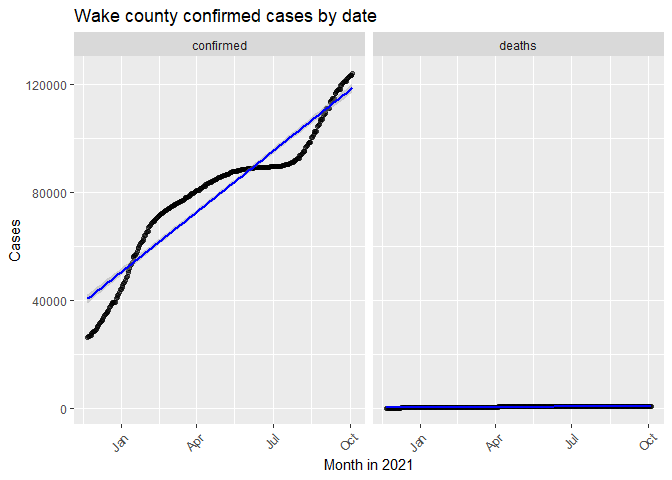 Wake county confirmed cases by date
confirmed deaths
120000
80000
40000
0
Cases
Jan Apr Jul Oct Jan Apr Jul Oct
Month in 2021